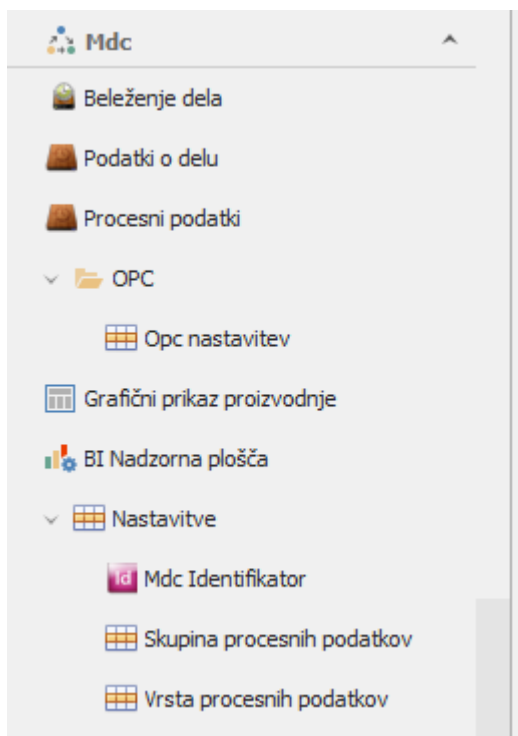 Mdc
Beleženje dela
Podatki o delu
Procesni podatki
OPC
Opc nastavitev
Grafični prikaz proizvodnje
BI Nadzorna plošča
Nastavitve
Id Mdc Identifikator
Skupina procesnih podatkov
Vrsta procesnih podatkov